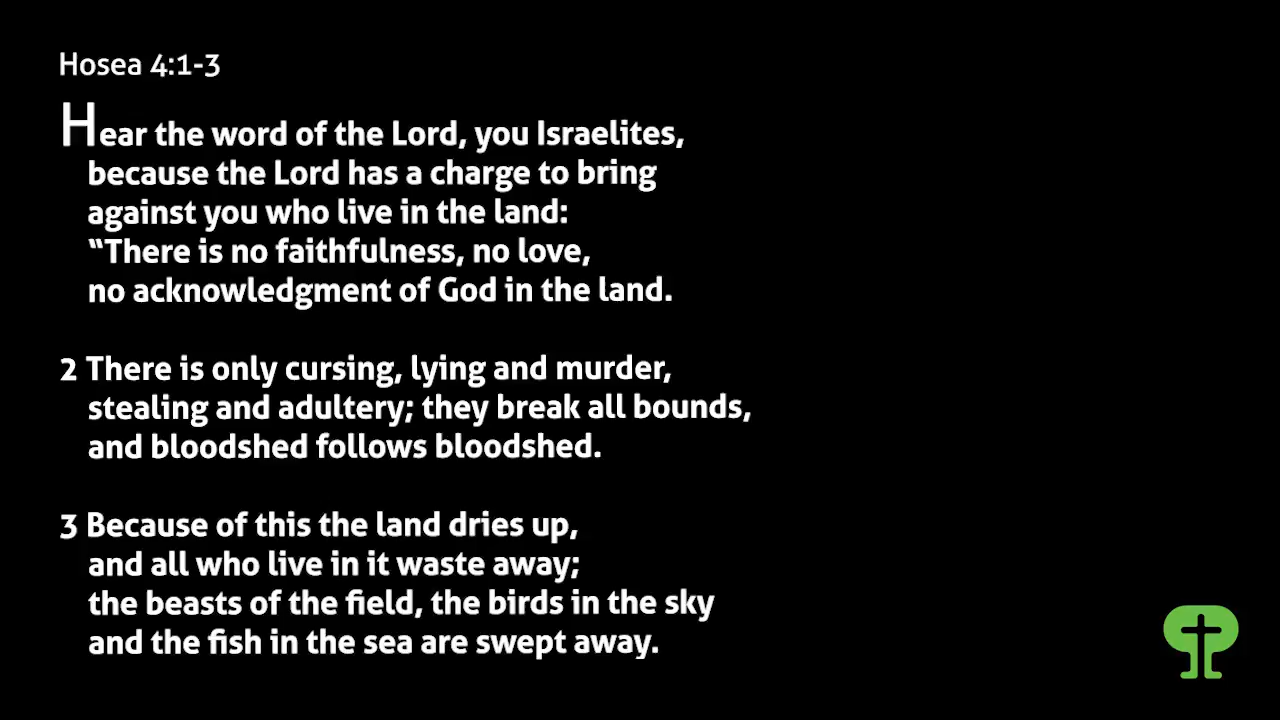 Hosea 4:1-3
Hear the word of the Lord, you Israelites,
because the Lord has a charge to bring
against you who live in the land:
“There is no faithfulness, no love,
no acknowledgment of God in the land.
2 There is only cursing, lying and murder,
stealing and adultery; they break all bounds,
and bloodshed follows bloodshed.
3 Because of this the land dries up,
and all who live in it waste away;
the beasts of the field, the birds in the sky
and the fish in the sea are swept away.